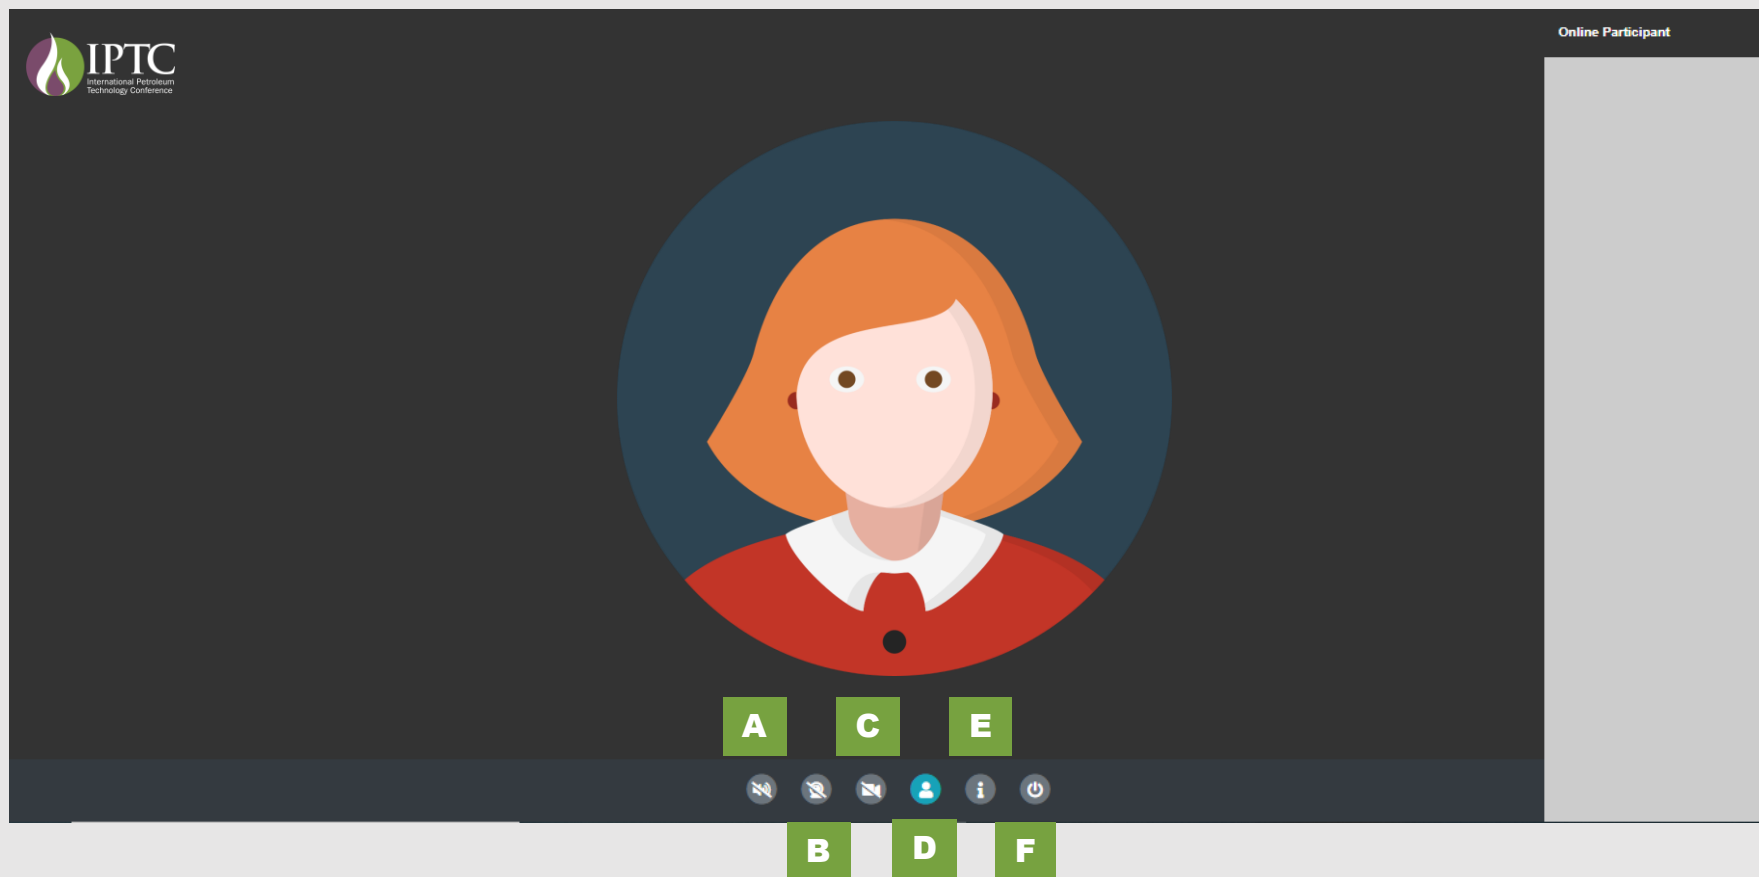 IPTC
International Petroleum
Technology Conference
Online Participant
A
C
E
B
D
F